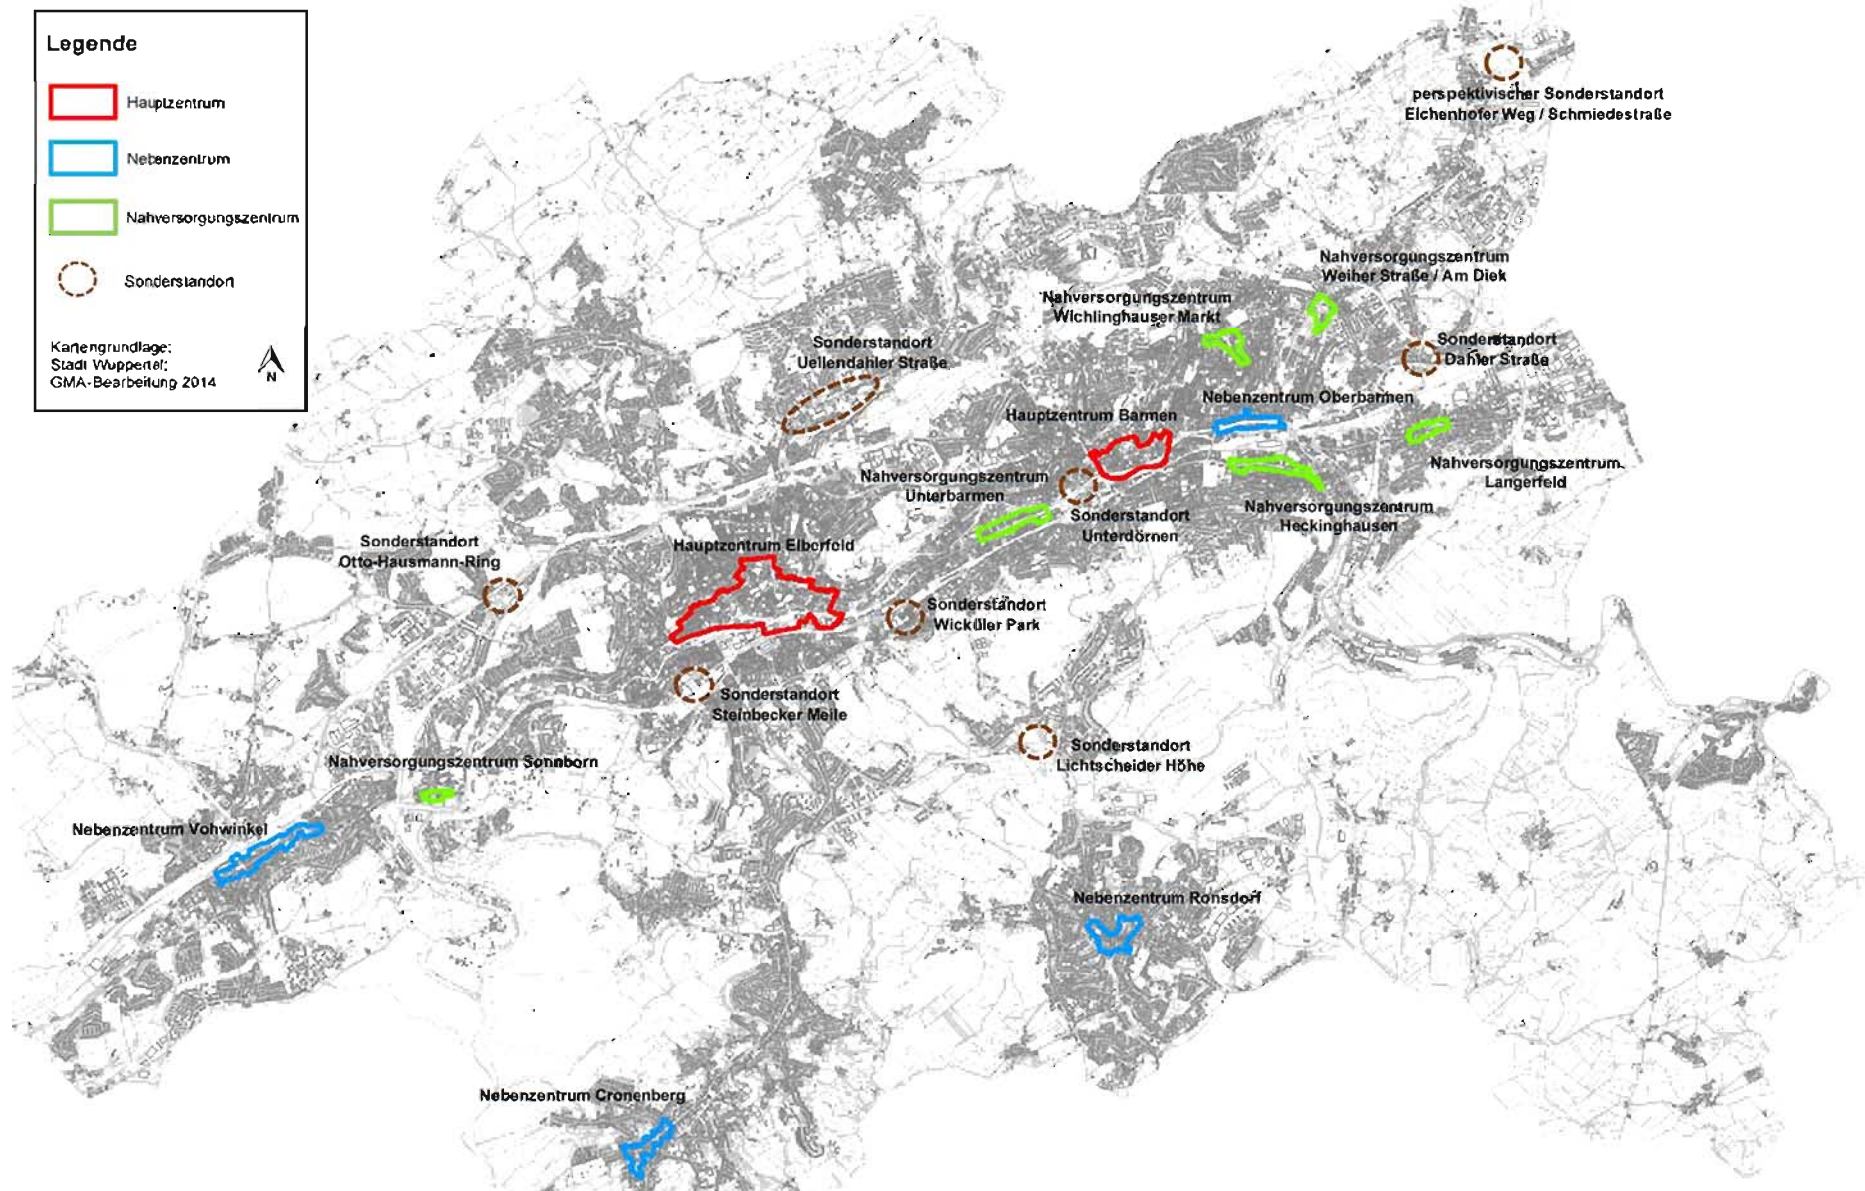 Legende
Hauptzentrum
Nebenzentrum
Nahversorgungszentrum
Sonderstandort
Kartengrundlage:
Stadt Wuppertal;
GMA-Bearbeitung 2014
N
perspektivischer Sonderstandort
Eichenhofer Weg / Schmiedestraße
Nahversorgungszentrum
Weiher Straße / Am Diek
Nahversorgungszentrum
Wichlinghauser Markt
Sonderstandort
Uellendahler Straße
Sonderstandort
Dahler Straße
Nebenzentrum Oberbarmen
Hauptzentrum Barmen
Nahversorgungszentrum
Unterbarmen
Nahversorgungszentrum
Langerfeld
Sonderstandort
Unterdörnen
Nahversorgungszentrum
Heckinghausen
Sonderstandort
Otto-Hausmann-Ring
Hauptzentrum Elberfeld
Sonderstandort
Wicküler Park
Sonderstandort
Steinbecker Meile
Sonderstandort
Lichtscheider Höhe
Nahversorgungszentrum Sonnborn
Nebenzentrum Vohwinkel
Nebenzentrum Ronsdorf
Nebenzentrum Cronenberg